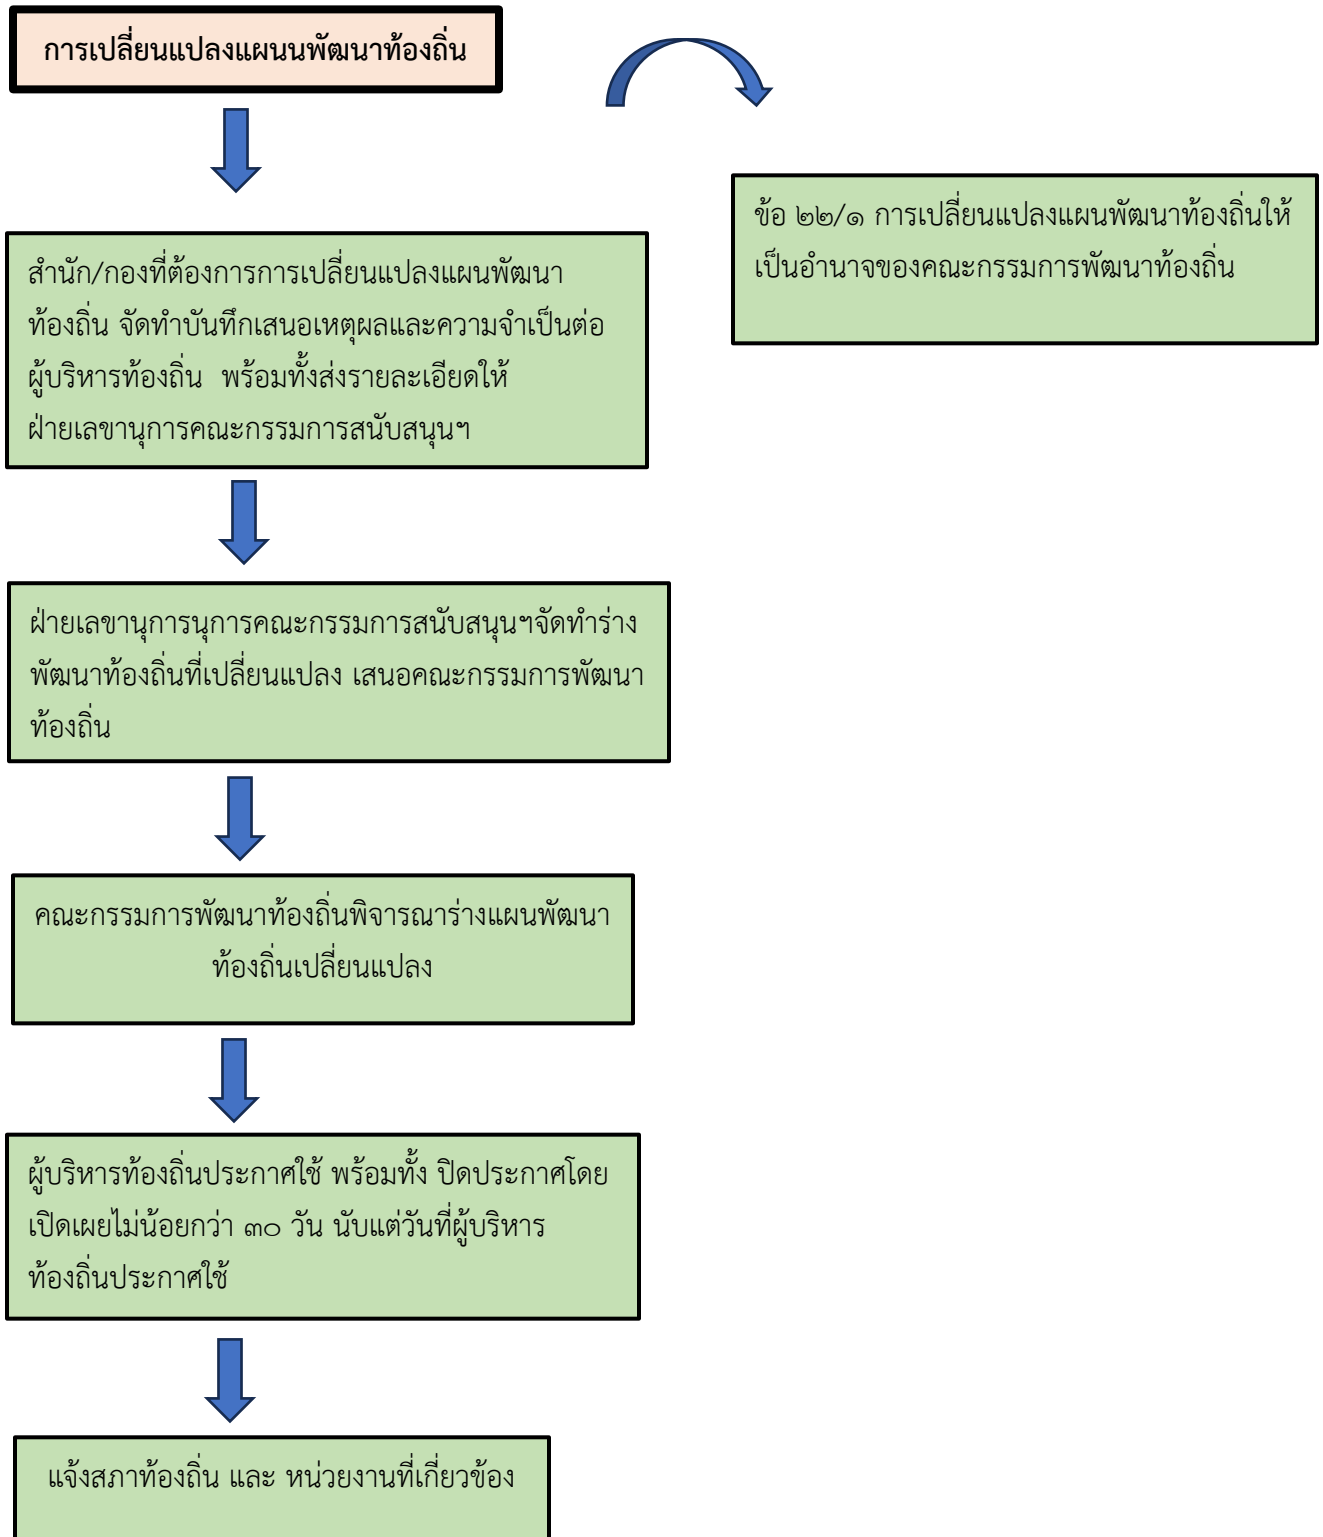 การเปลี่ยนแปลงแผนนพัฒนาท้องถิ่น
ข้อ ๒๒/๑ การเปลี่ยนแปลงแผนพัฒนาท้องถิ่นให้
เป็นอำนาจของคณะกรรมการพัฒนาท้องถิ่น
สำนัก/กองที่ต้องการการเปลี่ยนแปลงแผนพัฒนา
ท้องถิ่น จัดทำบันทึกเสนอเหตุผลและความจำเป็นต่อ
ผู้บริหารท้องถิ่น พร้อมทั้งส่งรายละเอียดให้
ฝ่ายเลขานุการคณะกรรมการสนับสนุนฯ
ฝ่ายเลขานุการนุการคณะกรรมการสนับสนุนฯจัดทำร่าง
พัฒนาท้องถิ่นที่เปลี่ยนแปลง เสนอคณะกรรมการพัฒนา
ท้องถิ่น
คณะกรรมการพัฒนาท้องถิ่นพิจารณาร่างแผนพัฒนา
ท้องถิ่นเปลี่ยนแปลง
ผู้บริหารท้องถิ่นประกาศใช้ พร้อมทั้ง ปิดประกาศโดย
เปิดเผยไม่น้อยกว่า ๓๐ วัน นับแต่วันที่ผู้บริหาร
ท้องถิ่นประกาศใช้
แจ้งสภาท้องถิ่น และ หน่วยงานที่เกี่ยวข้อง